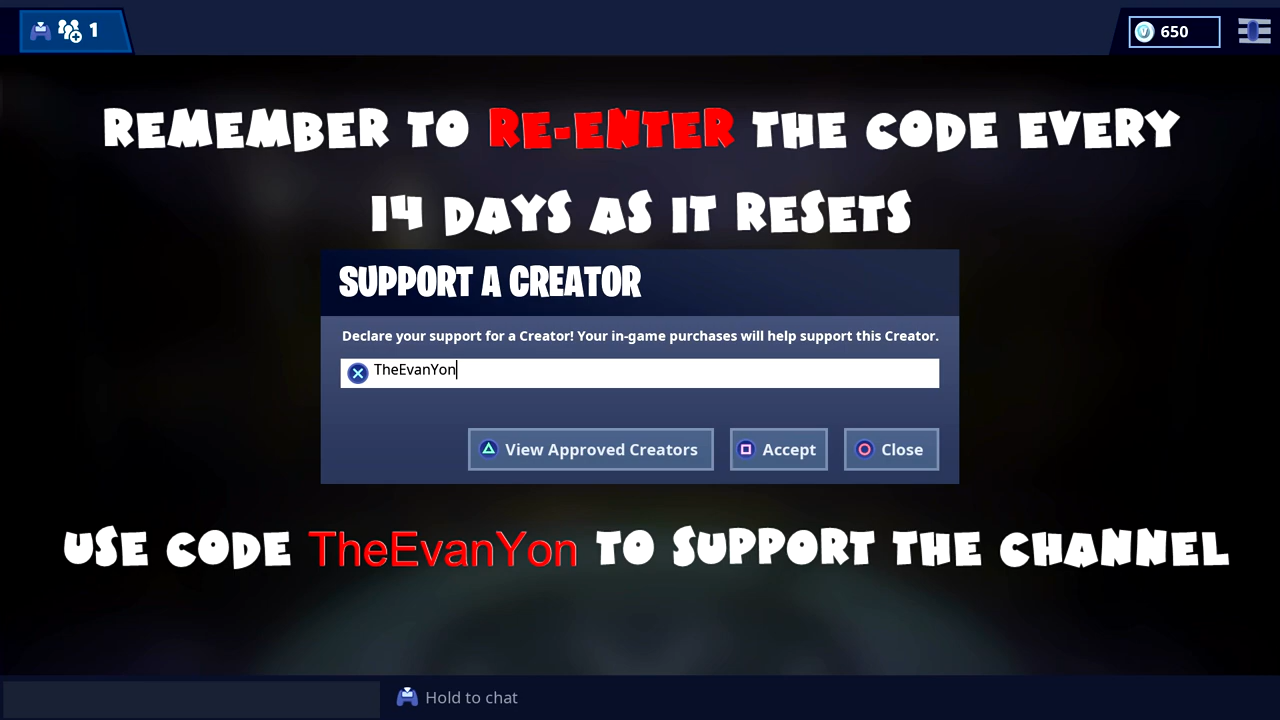 1
650
REMEMBER TO RE-ENTER THE CODE EVERY
14 DAYS AS IT RESETS
SUPPORT A CREATOR
Declare your support for a Creator! Your in-game purchases will help support this Creator.
TheEvanYon
View Approved Creators
Accept
Close
USE CODE TheEvanYon TO SUPPORT THE CHANNEL
Hold to chat